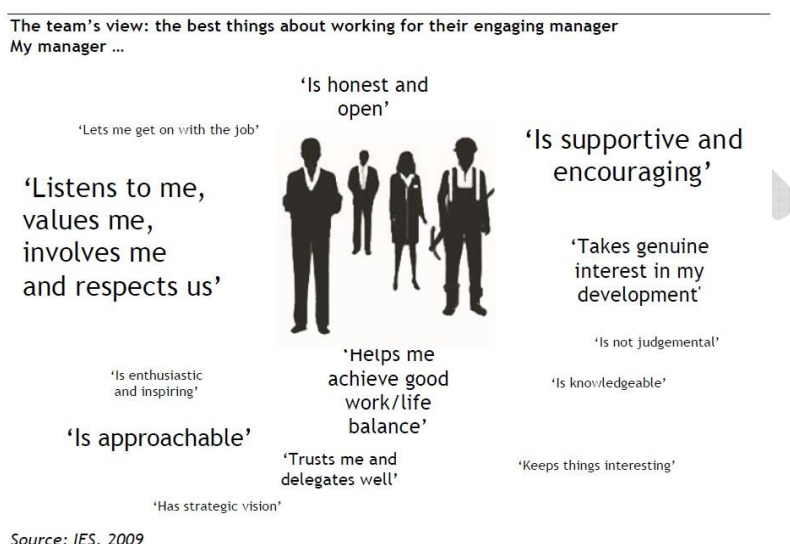 The team’s view: the best things about working for their engaging manager
My manager …
‘Is honest and
open’
‘Lets me get on with the job’
‘Is supportive and
encouraging’
‘Listens to me,
values me,
involves me
and respects us’
‘Takes genuine
interest in my
development'
‘Is not judgemental’
‘Helps me
achieve good
work/life
balance’
‘Is enthusiastic
and inspiring’
‘Is knowledgeable’
‘Is approachable’
‘Trusts me and
delegates well’
‘Keeps things interesting’
‘Has strategic vision’
Source: IES, 2009